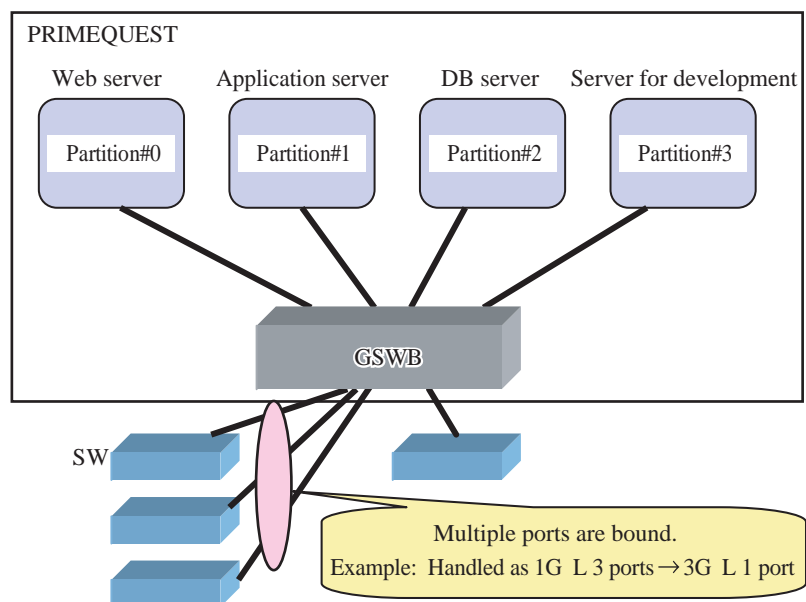 PRIMEQUEST
Web server
Application server
DB server
Server for development
Partition#0
Partition#1
Partition#2
Partition#3
GSWB
SW
Multiple ports are bound.
Example: Handled as 1G L 3 ports→3G L 1 port